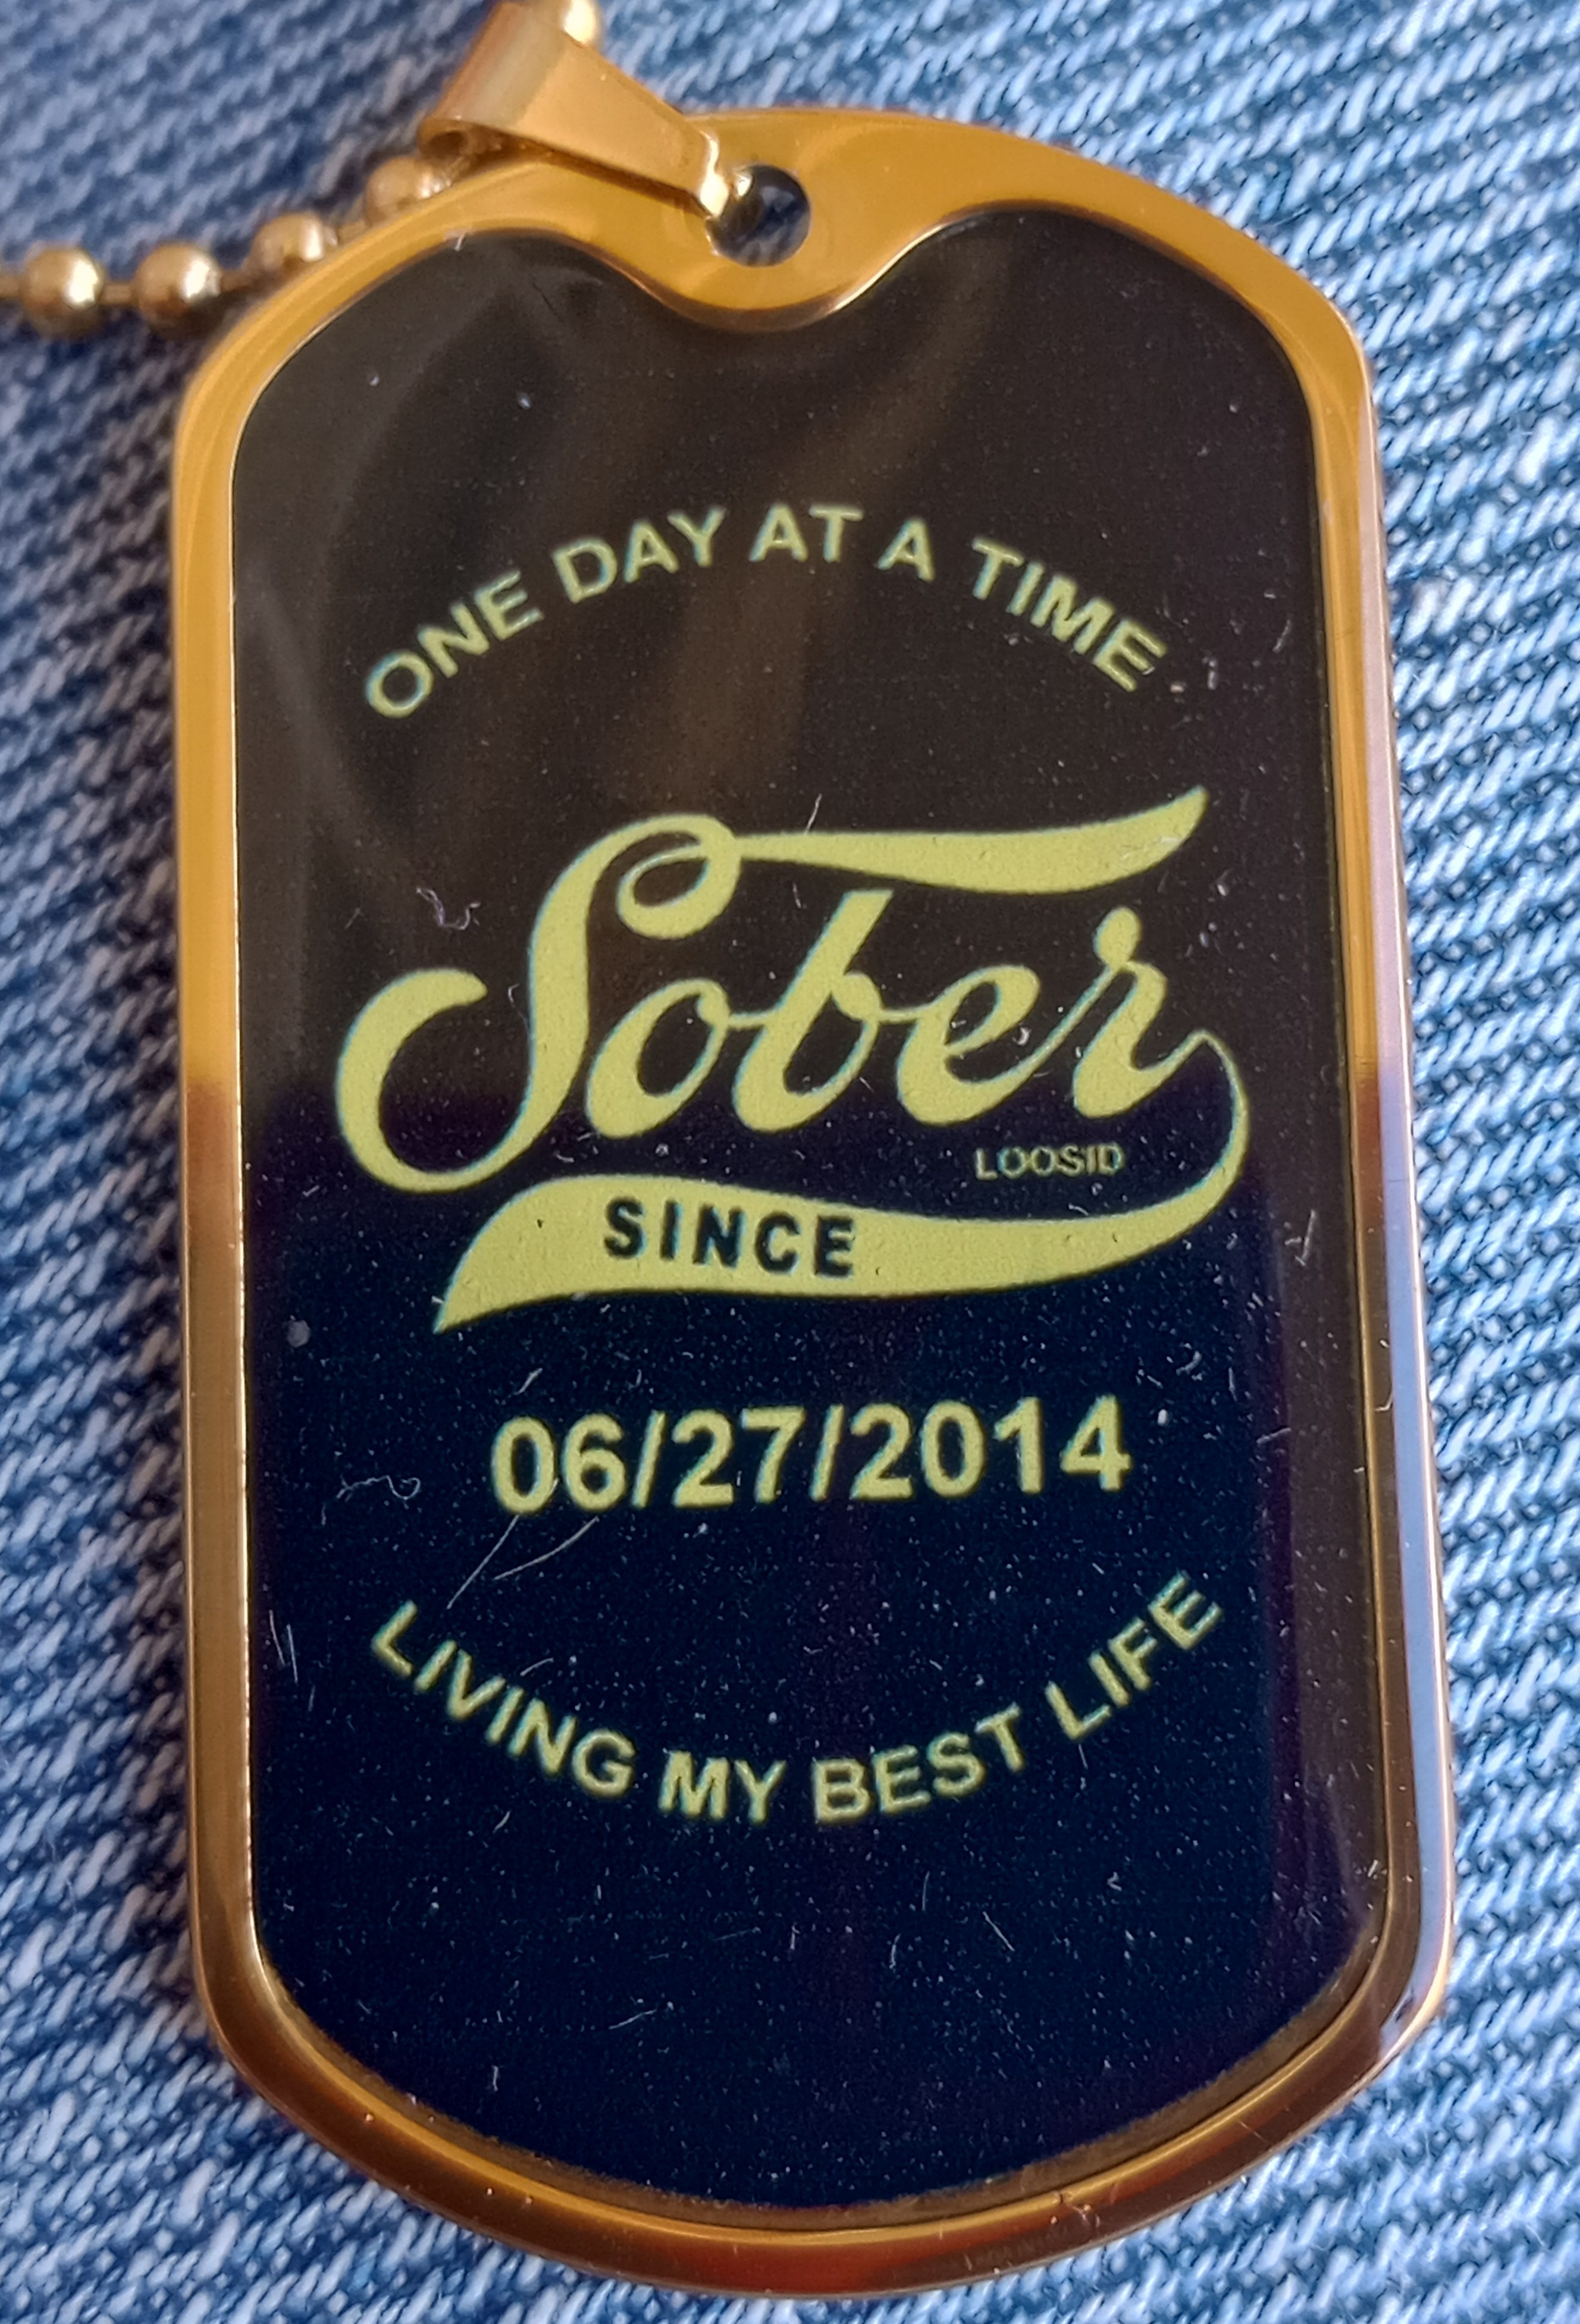 ONE DAY AT A TIME
Sober
LOOSID
SINCE
06/27/2014
LIVING MY BEST LIFE